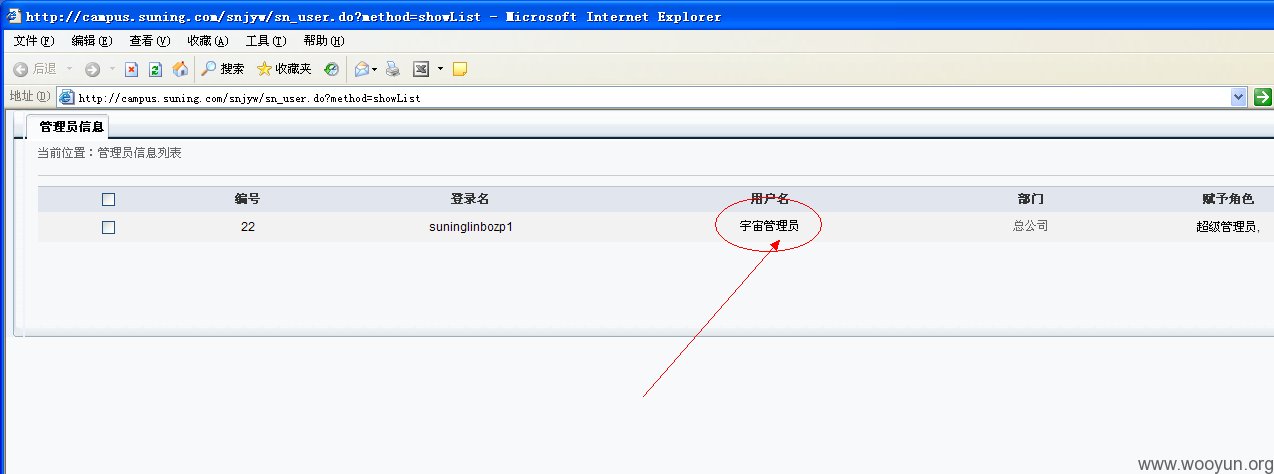 http://campus.suning.com/snjyw/sn_user.do?method=showList - Microsoft Internet Explorer
文件(F) 编辑(E) 查看(V) 收藏(A) 工具(T) 帮助(H)
后退 搜索 收藏夹
地址(D) http://campus.suning.com/snjyw/sn_user.do?method=showList
管理员信息
当前位置：管理员信息列表
编号 登录名 用户名 部门 赋予角色
22 suninglinbozp1 宇宙管理员 总公司 超级管理员,
www.wooyun.org